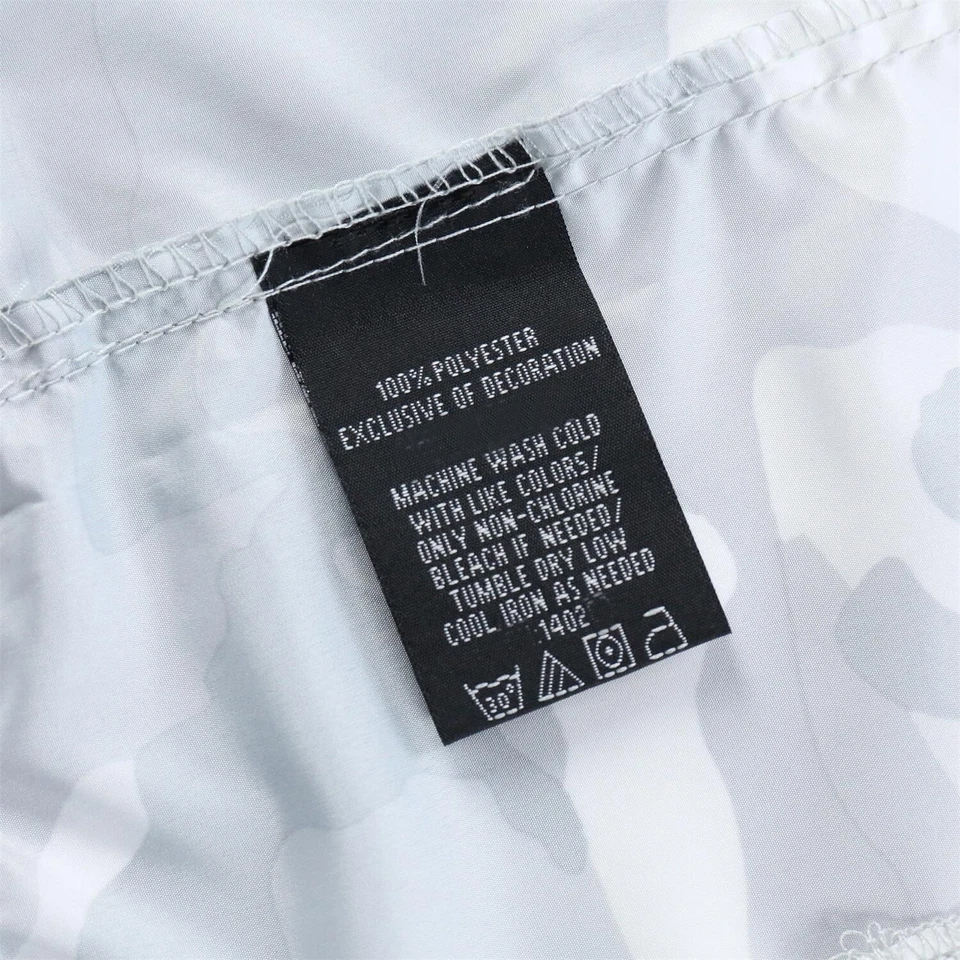 100% POLYESTER
EXCLUSIVE OF DECORATION
MACHINE WASH COLD
WITH LIKE COLORS/
ONLY NON-CHLORINE
BLEACH IF NEEDED/
TUMBLE DRY LOW
COOL IRON AS NEEDED
1402
30°